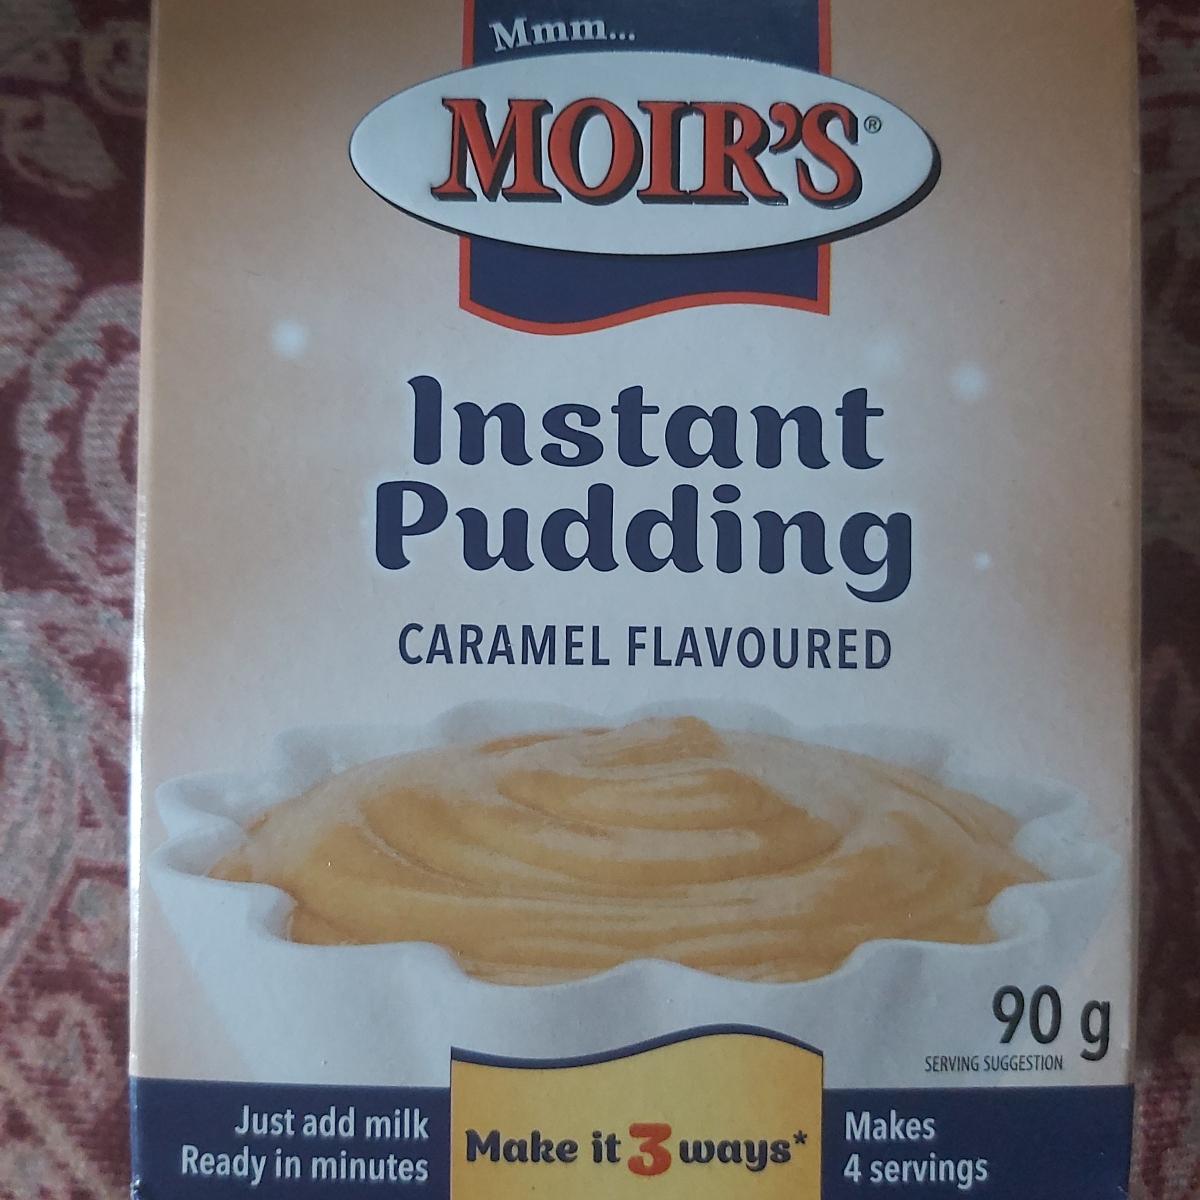 Mmm...
MOIR'S®
Instant
Pudding
CARAMEL FLAVOURED
90 g
SERVING SUGGESTION
Just add milk
Ready in minutes
Make it 3 ways*
Makes
4 servings